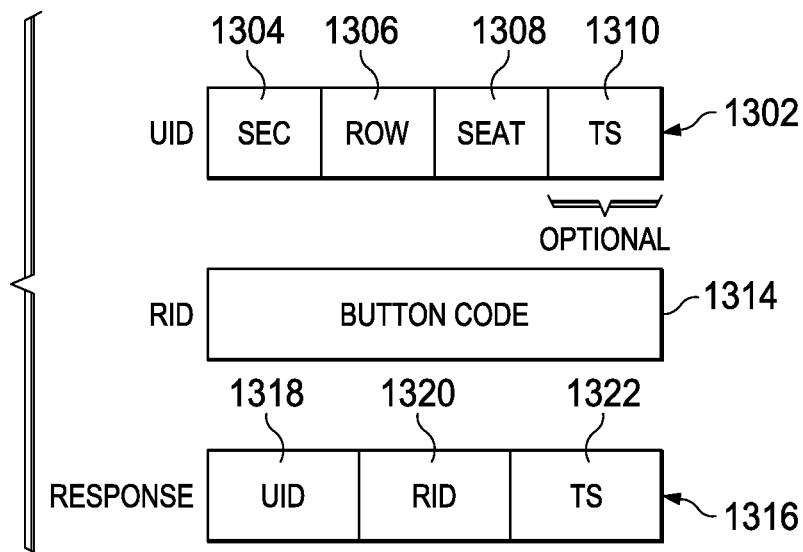 1304 1306 1308 1310
UID SEC ROW SEAT TS 1302
OPTIONAL
RID BUTTON CODE 1314
1318 1320 1322
RESPONSE UID RID TS 1316